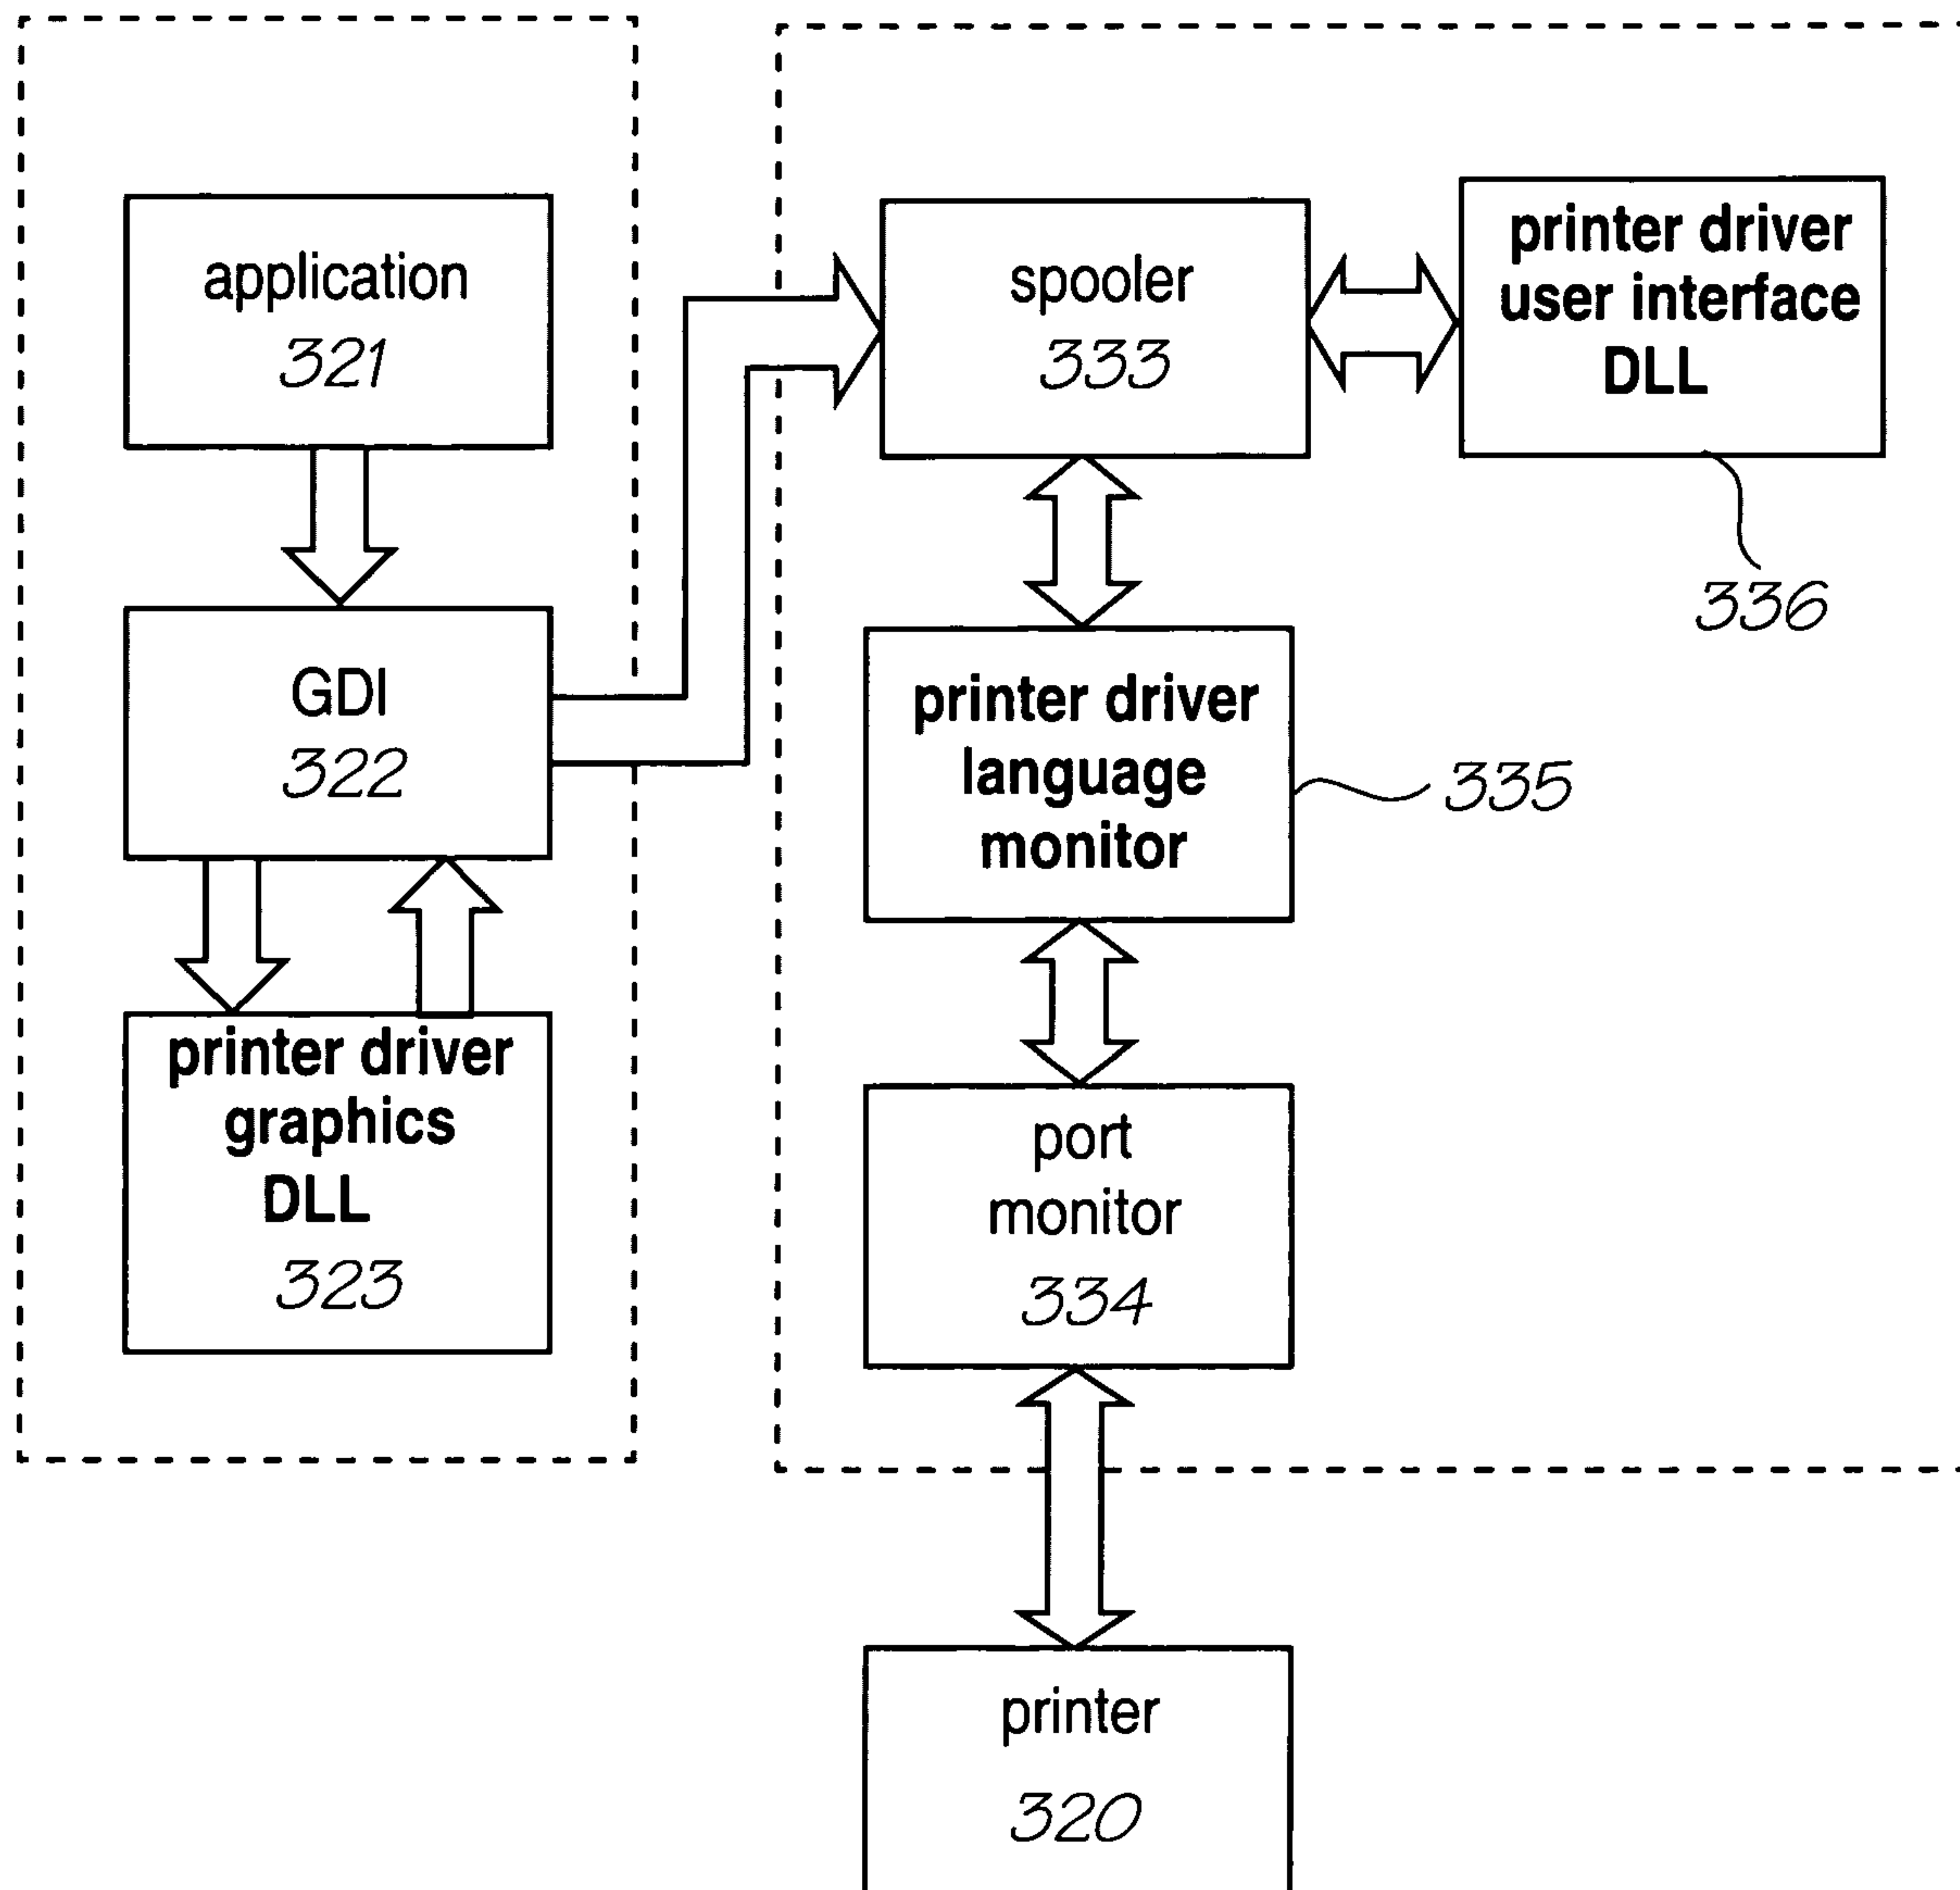 application
321
GDI
322
printer driver
graphics
DLL
323
spooler
333
printer driver
user interface
DLL
336
printer driver
language
monitor
335
port
monitor
334
printer
320